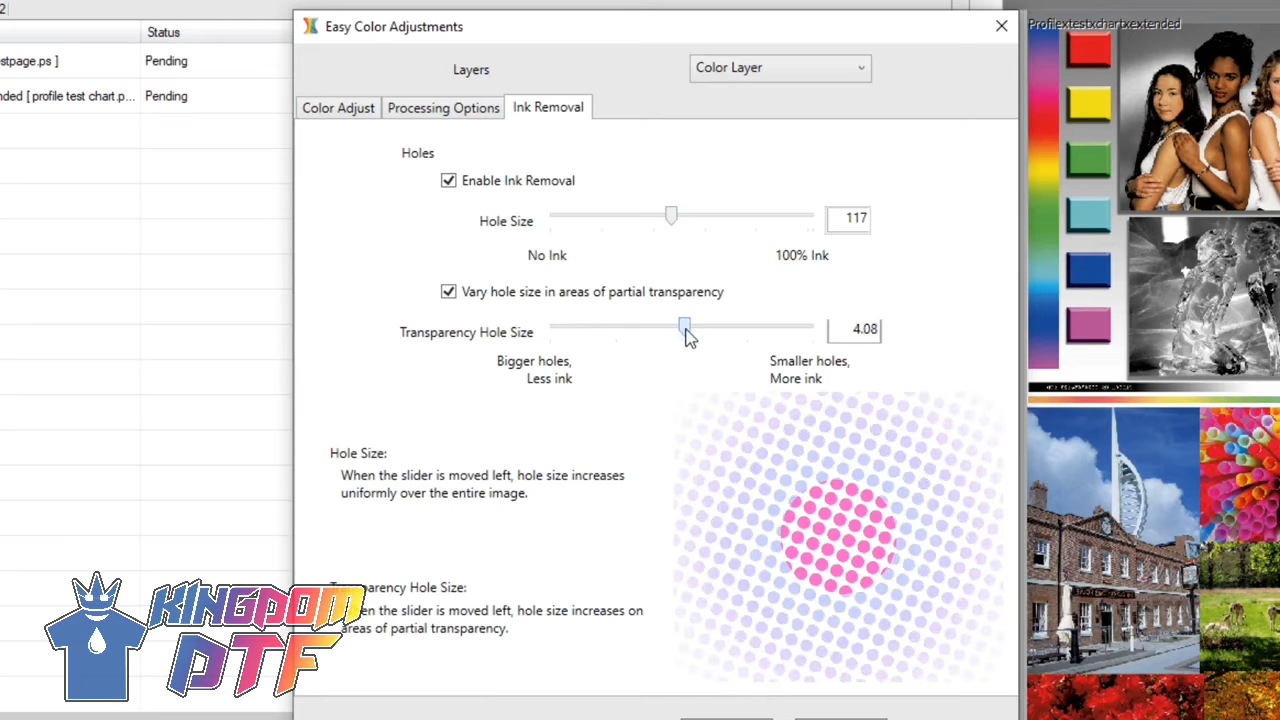 2
Easy Color Adjustments
Profilextestxchartxextended
Status
Layers
Color Layer
estpage.ps ]
Pending
nded [ profile test chart.p...
Pending
Color Adjust
Processing Options
Ink Removal
Holes
Enable Ink Removal
Hole Size
117
No Ink
100% Ink
Vary hole size in areas of partial transparency
Transparency Hole Size
4.08
Bigger holes,
Less ink
Smaller holes,
More ink
Hole Size:
When the slider is moved left, hole size increases
uniformly over the entire image.
parency Hole Size:
en the slider is moved left, hole size increases on
areas of partial transparency.
KINGDOM
DTF